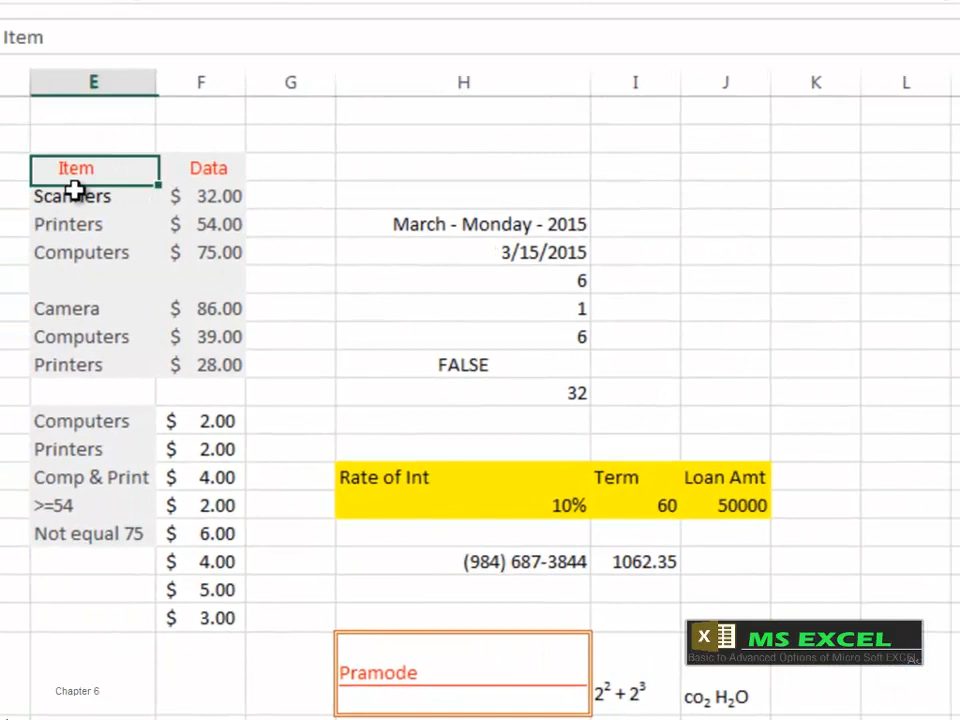 Item
E F G H I J K L
Item Data
Scanners $ 32.00
Printers $ 54.00 March - Monday - 2015
Computers $ 75.00 3/15/2015
6
Camera $ 86.00 1
Computers $ 39.00 6
Printers $ 28.00 FALSE
32
Computers $ 2.00
Printers $ 2.00
Comp & Print $ 4.00 Rate of Int Term Loan Amt
>=54 $ 2.00 10% 60 50000
Not equal 75 $ 6.00
$ 4.00 (984) 687-3844 1062.35
$ 5.00
$ 3.00
X MS EXCEL
Basic to Advanced Options of Micro Soft EXCEL
Pramode
Chapter 6 2² + 2³ co₂ H₂O